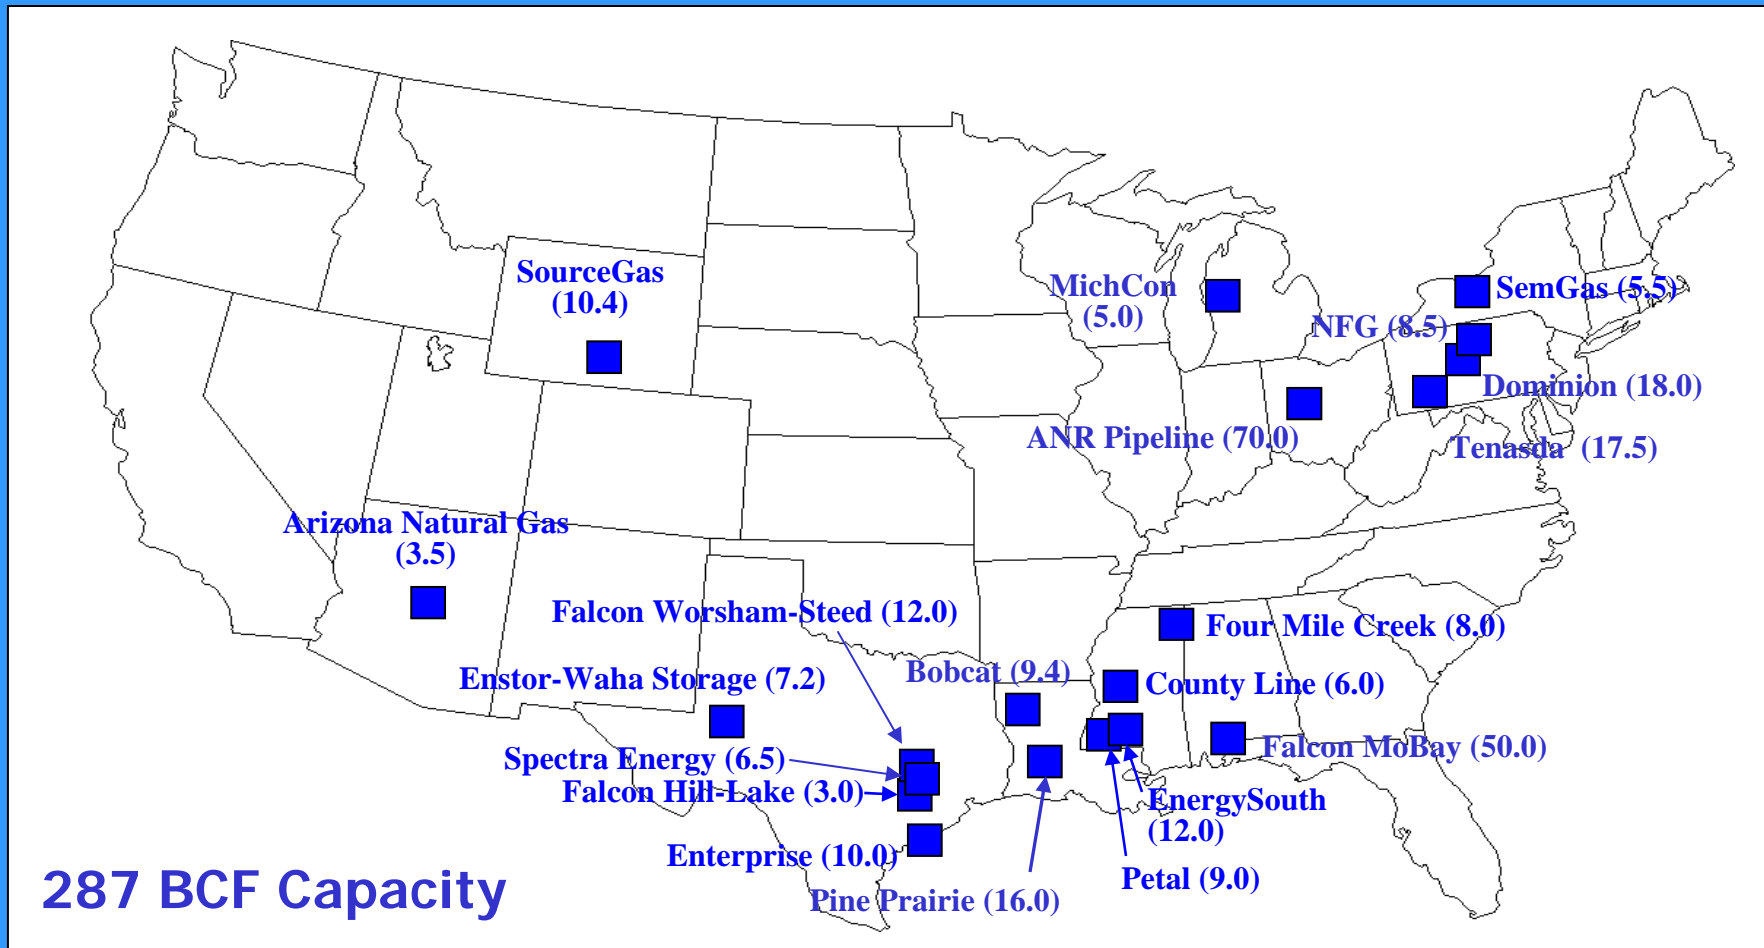 SourceGas
(10.4)
MichCon
(5.0)
SemGas (5.5)
NFG (8.5)
Dominion (18.0)
ANR Pipeline (70.0)
Tenasda (17.5)
Arizona Natural Gas
(3.5)
Falcon Worsham-Steed (12.0)
Four Mile Creek (8.0)
Enstor-Waha Storage (7.2)
Bobcat (9.4)
County Line (6.0)
Spectra Energy (6.5)
Falcon MoBay (50.0)
Falcon Hill-Lake (3.0)
EnergySouth
(12.0)
Enterprise (10.0)
Petal (9.0)
Pine Prairie (16.0)
287 BCF Capacity